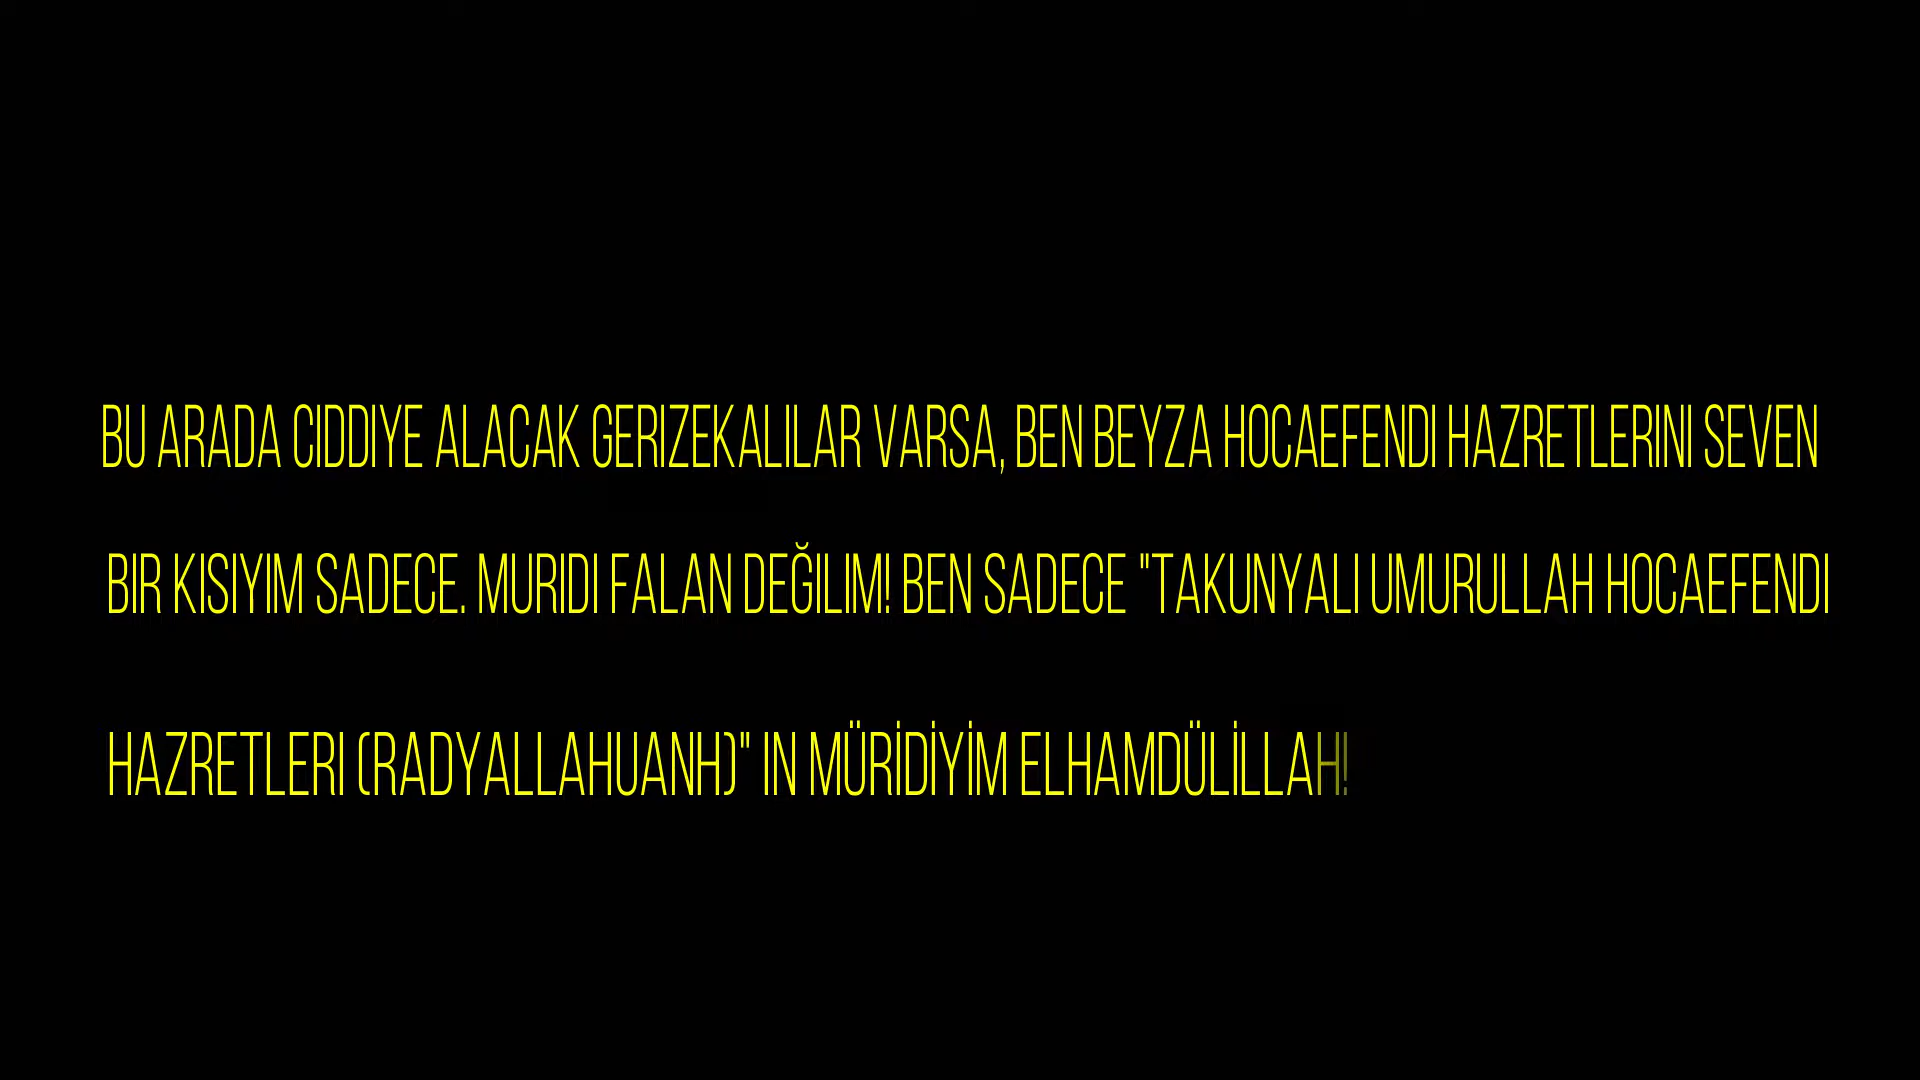 BU ARADA CIDDIYE ALACAK GERIZEKALILAR VARSA, BEN BEYZA HOCAEFENDI HAZRETLERINI SEVEN
BIR KISIYIM SADECE. MURIDI FALAN DEĞILIM! BEN SADECE "TAKUNYALI UMURULLAH HOCAEFENDI
HAZRETLERI (RADYALLAHUANH)" IN MÜRİDİYİM ELHAMDÜLİLLAH!